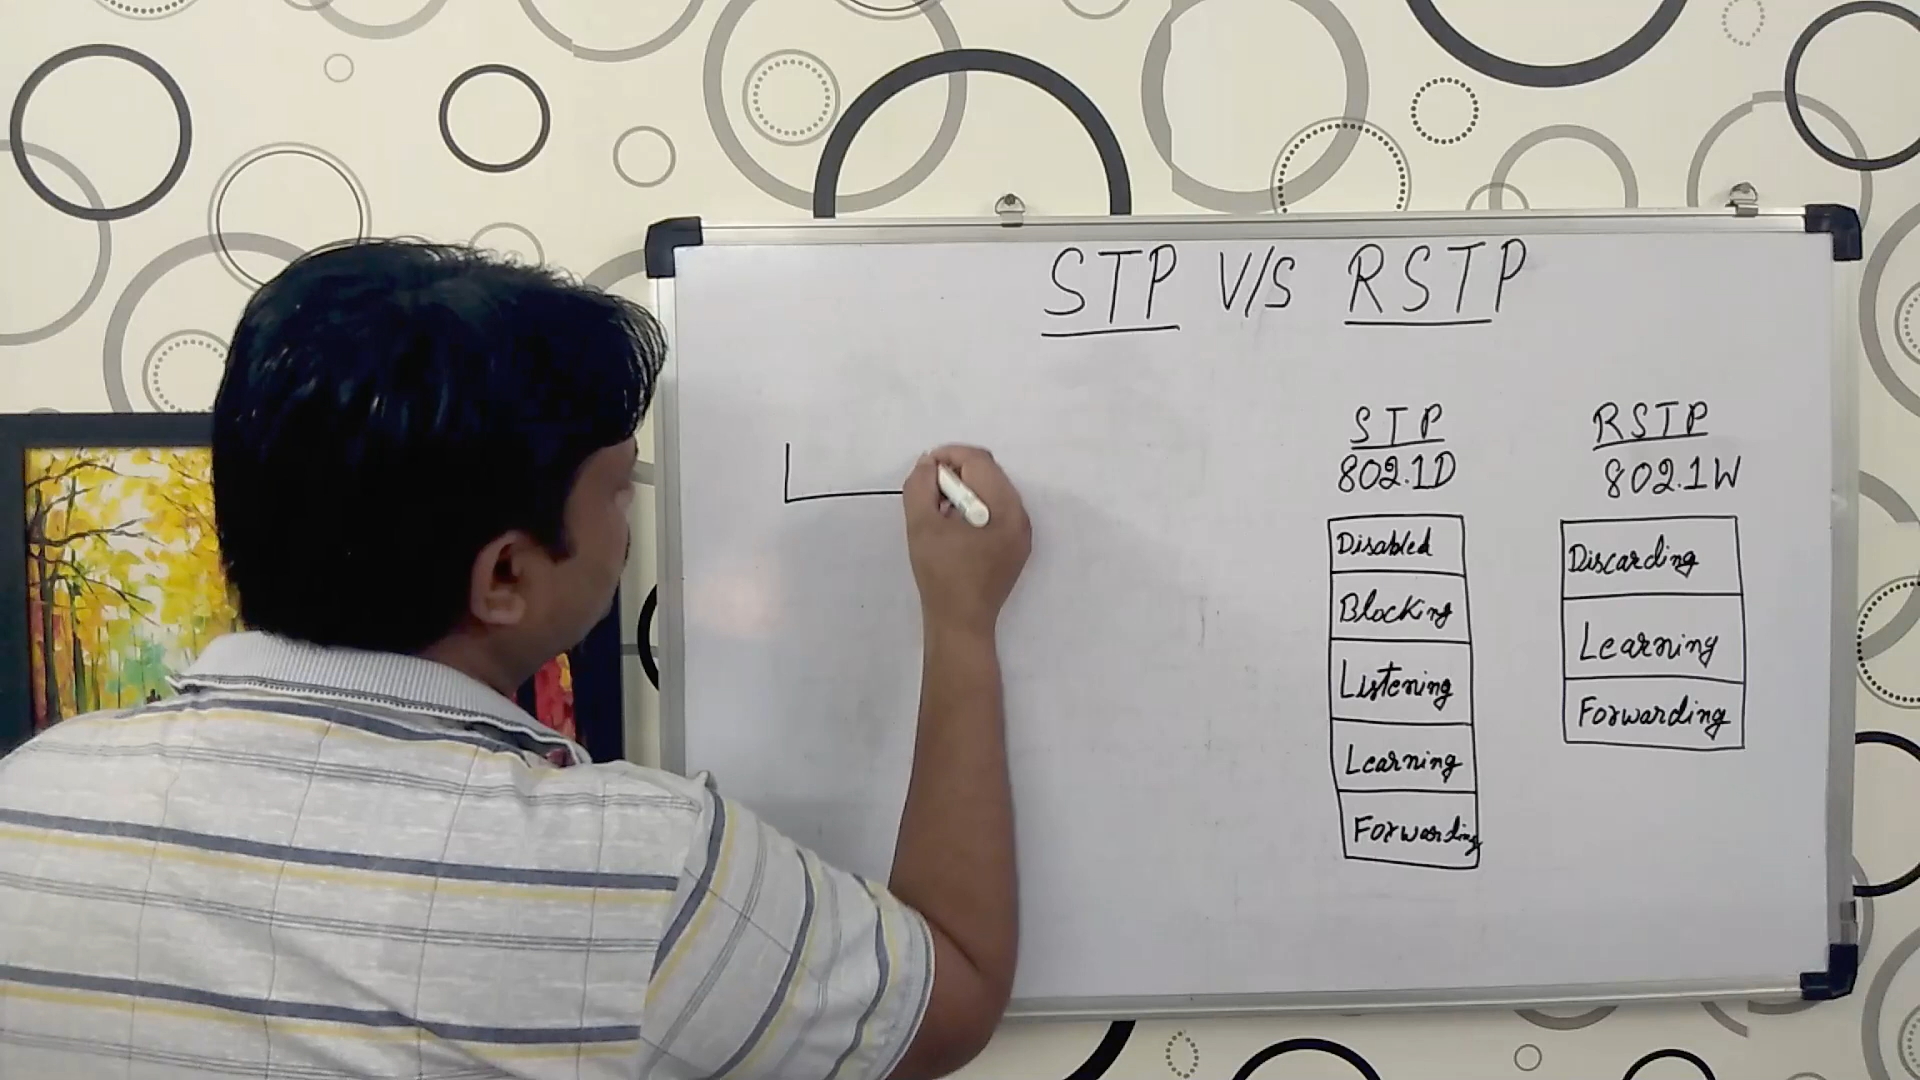 STP V/S RSTP
STP
802.1D
Disabled
Blocking
Listening
Learning
Forwarding
RSTP
802.1W
Discarding
Learning
Forwarding